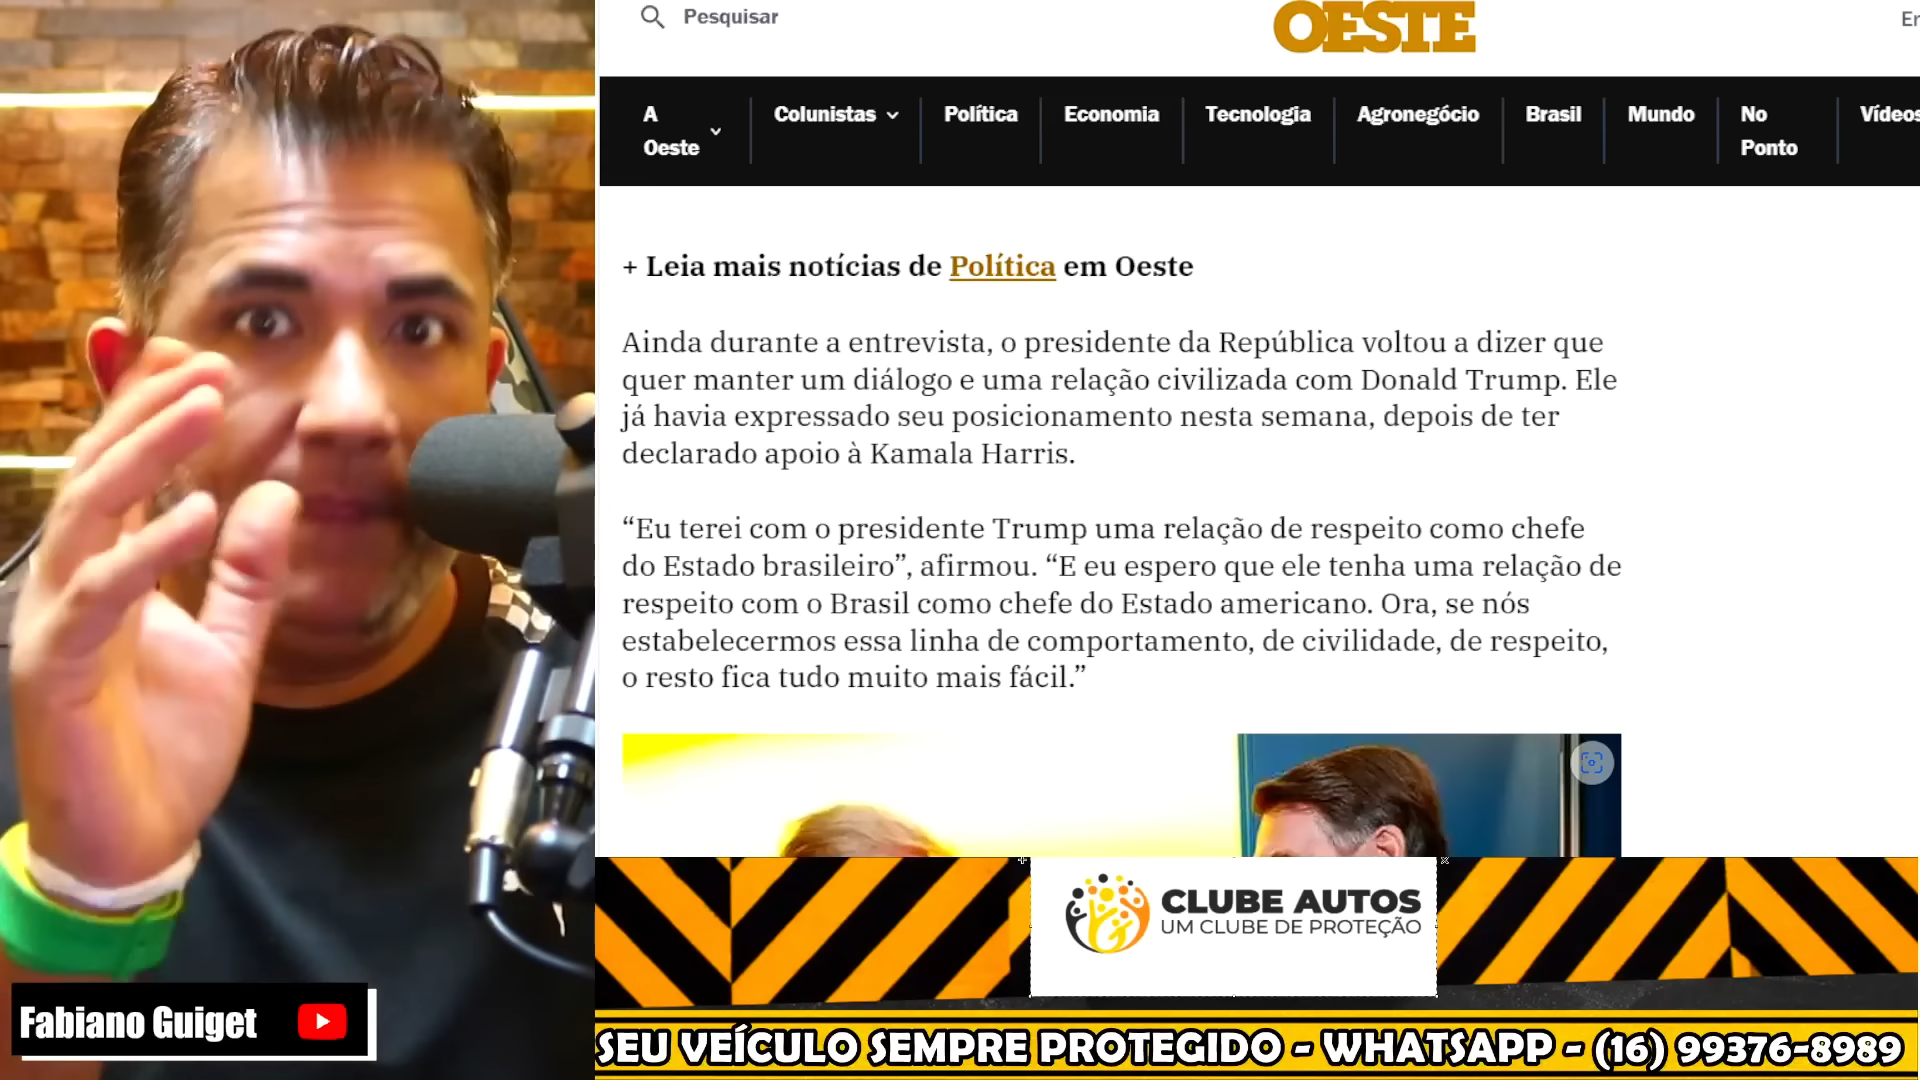 Pesquisar
OESTE
A Oeste
Colunistas
Política
Economia
Tecnologia
Agronegócio
Brasil
Mundo
No Ponto
Vídeos
+ Leia mais notícias de Política em Oeste
Ainda durante a entrevista, o presidente da República voltou a dizer que
quer manter um diálogo e uma relação civilizada com Donald Trump. Ele
já havia expressado seu posicionamento nesta semana, depois de ter
declarado apoio à Kamala Harris.
“Eu terei com o presidente Trump uma relação de respeito como chefe
do Estado brasileiro”, afirmou. “E eu espero que ele tenha uma relação de
respeito com o Brasil como chefe do Estado americano. Ora, se nós
estabelecermos essa linha de comportamento, de civilidade, de respeito,
o resto fica tudo muito mais fácil.”
CLUBE AUTOS
UM CLUBE DE PROTEÇÃO
Fabiano Guiget
SEU VEÍCULO SEMPRE PROTEGIDO - WHATSAPP - (16) 99376-8989